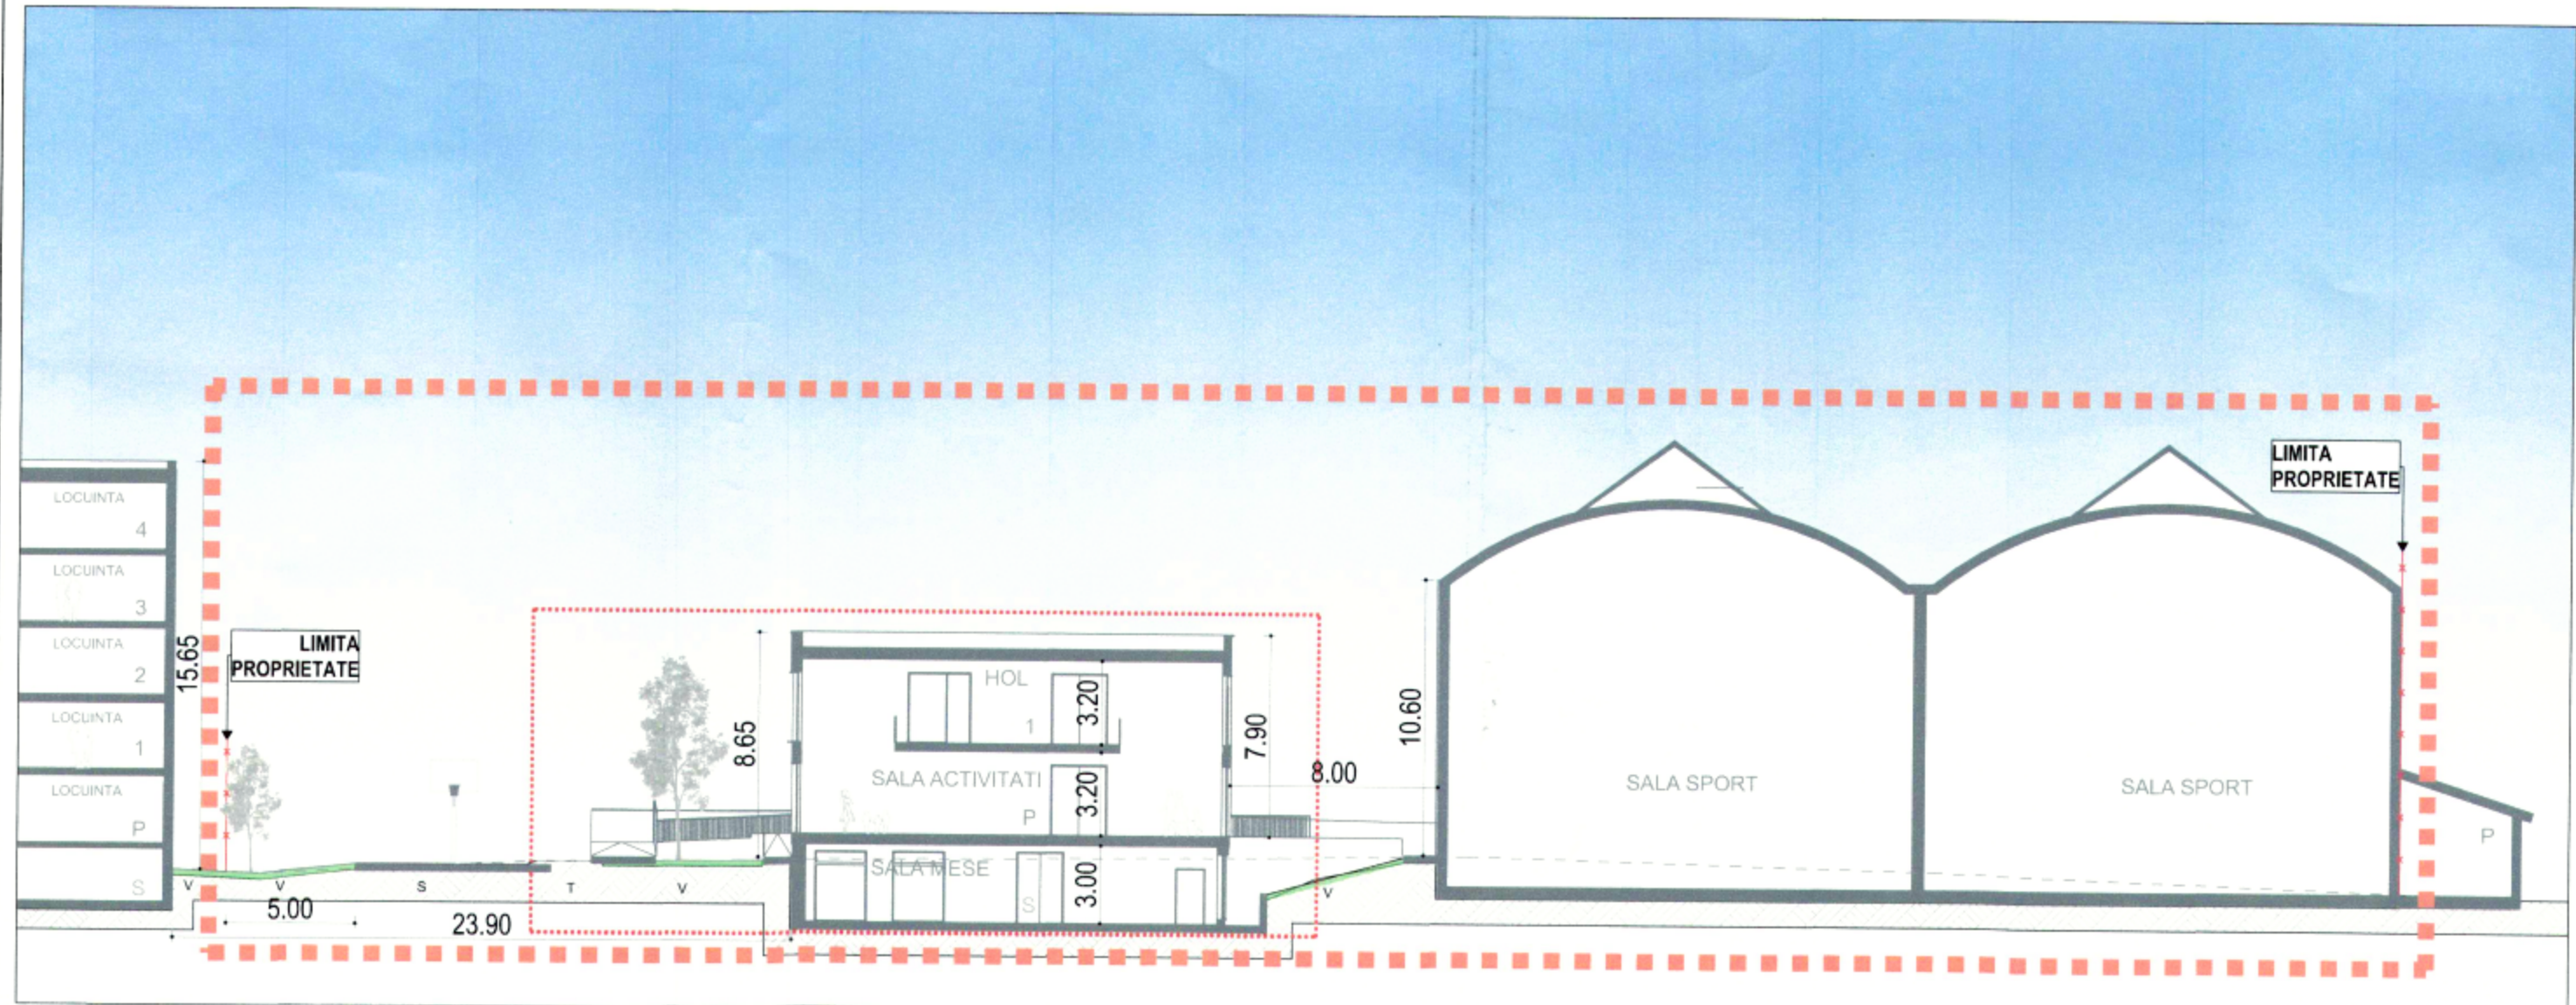 LOCUINTA
4
LOCUINTA
3
LOCUINTA
2
LOCUINTA
1
LOCUINTA
P
S
15.65
LIMITA
PROPRIETATE
V
V
S
T
V
5.00
23.90
8.65
HOL
1
3.20
SALA ACTIVITATI
P
3.20
SALA MESE
S
3.00
7.90
8.00
V
10.60
SALA SPORT
SALA SPORT
LIMITA
PROPRIETATE
P